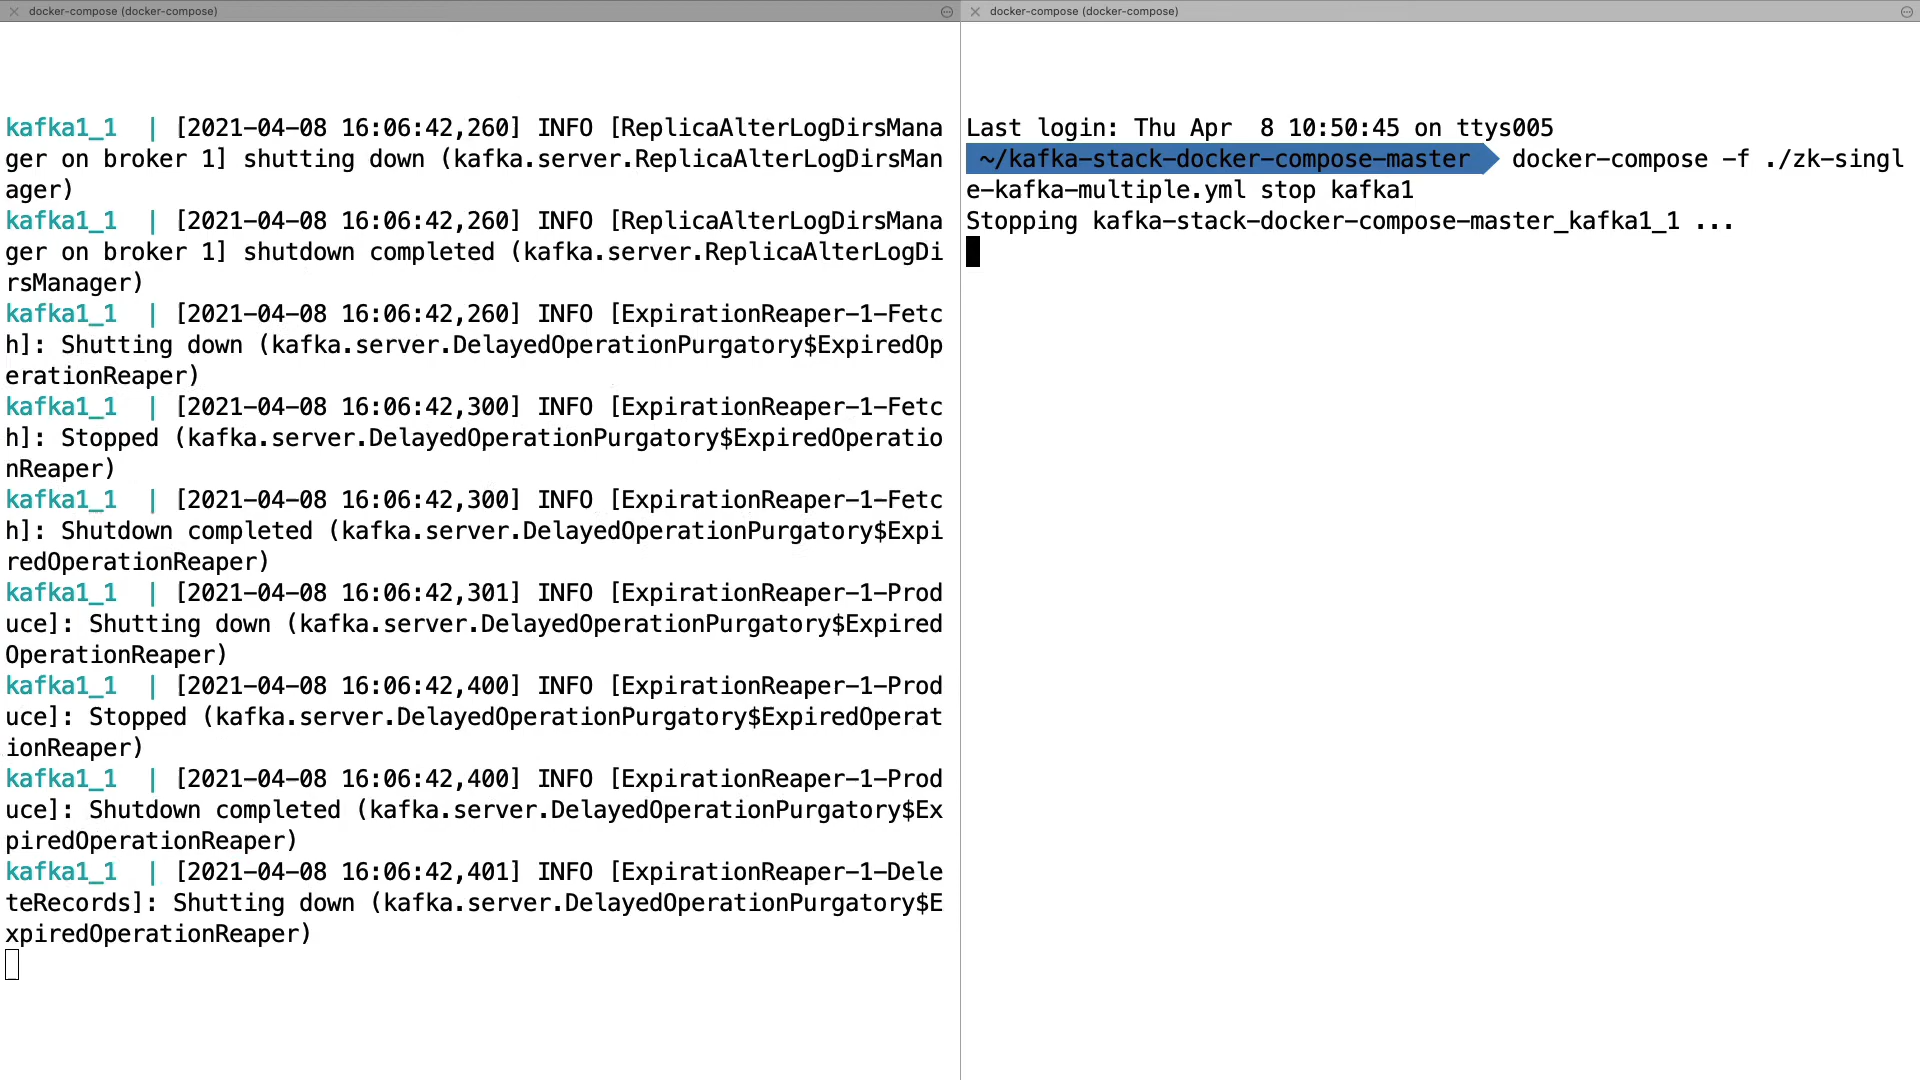 docker-compose (docker-compose)
kafka1_1  | [2021-04-08 16:06:42,260] INFO [ReplicaAlterLogDirsMana
ger on broker 1] shutting down (kafka.server.ReplicaAlterLogDirsMan
ager)
kafka1_1  | [2021-04-08 16:06:42,260] INFO [ReplicaAlterLogDirsMana
ger on broker 1] shutdown completed (kafka.server.ReplicaAlterLogDi
rsManager)
kafka1_1  | [2021-04-08 16:06:42,260] INFO [ExpirationReaper-1-Fetc
h]: Shutting down (kafka.server.DelayedOperationPurgatory$ExpiredOp
erationReaper)
kafka1_1  | [2021-04-08 16:06:42,300] INFO [ExpirationReaper-1-Fetc
h]: Stopped (kafka.server.DelayedOperationPurgatory$ExpiredOperatio
nReaper)
kafka1_1  | [2021-04-08 16:06:42,300] INFO [ExpirationReaper-1-Fetc
h]: Shutdown completed (kafka.server.DelayedOperationPurgatory$Expi
redOperationReaper)
kafka1_1  | [2021-04-08 16:06:42,301] INFO [ExpirationReaper-1-Prod
uce]: Shutting down (kafka.server.DelayedOperationPurgatory$Expired
OperationReaper)
kafka1_1  | [2021-04-08 16:06:42,400] INFO [ExpirationReaper-1-Prod
uce]: Stopped (kafka.server.DelayedOperationPurgatory$ExpiredOperat
ionReaper)
kafka1_1  | [2021-04-08 16:06:42,400] INFO [ExpirationReaper-1-Prod
uce]: Shutdown completed (kafka.server.DelayedOperationPurgatory$Ex
piredOperationReaper)
kafka1_1  | [2021-04-08 16:06:42,401] INFO [ExpirationReaper-1-Dele
teRecords]: Shutting down (kafka.server.DelayedOperationPurgatory$E
xpiredOperationReaper)
docker-compose (docker-compose)
Last login: Thu Apr  8 10:50:45 on ttys005
~/kafka-stack-docker-compose-master docker-compose -f ./zk-singl
e-kafka-multiple.yml stop kafka1
Stopping kafka-stack-docker-compose-master_kafka1_1 ...